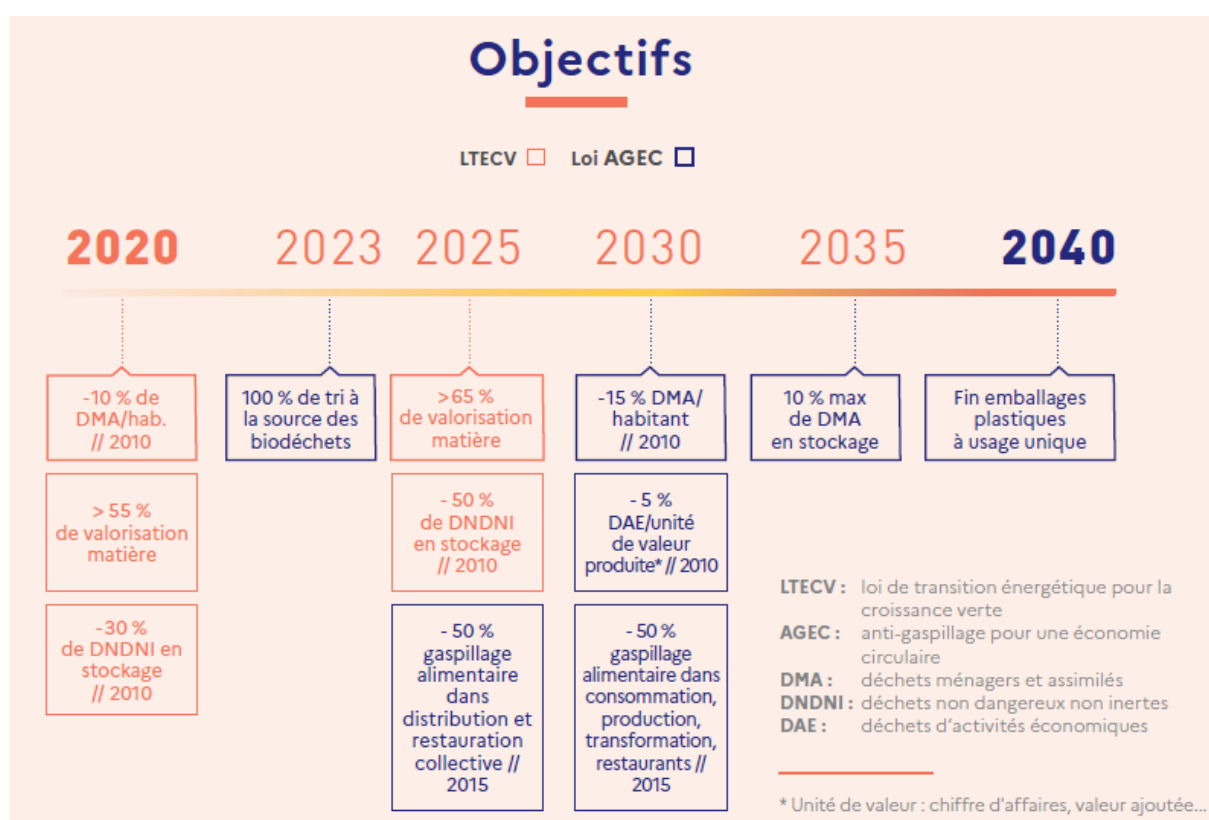 Objectifs
LTECV
Loi AGEC
2020
2023
2025
2030
2035
2040
-10 % de
DMA/hab.
// 2010
100 % de tri à
la source des
biodéchets
>65 %
de valorisation
matière
-15 % DMA/
habitant
// 2010
10 % max
de DMA
en stockage
Fin emballages
plastiques
à usage unique
> 55 %
de valorisation
matière
- 50 %
de DNDNI
en stockage
// 2010
- 5 %
DAE/unité
de valeur
produite* // 2010
-30 %
de DNDNI en
stockage
// 2010
- 50 %
gaspillage
alimentaire
dans
distribution et
restauration
collective //
2015
- 50%
gaspillage
alimentaire dans
consommation,
production,
transformation,
restaurants //
2015
LTECV : loi de transition énergétique pour la
croissance verte
AGEC : anti-gaspillage pour une économie
circulaire
DMA : déchets ménagers et assimilés
DNDNI : déchets non dangereux non inertes
DAE : déchets d'activités économiques
* Unité de valeur : chiffre d'affaires, valeur ajoutée...